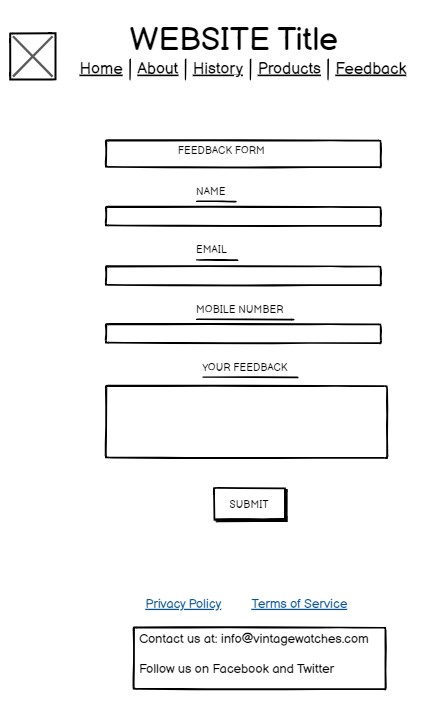 WEBSITE Title
Home | About | History | Products | Feedback
FEEDBACK FORM
NAME
EMAIL
MOBILE NUMBER
YOUR FEEDBACK
SUBMIT
Privacy Policy Terms of Service
Contact us at: info@vintagewatches.com
Follow us on Facebook and Twitter